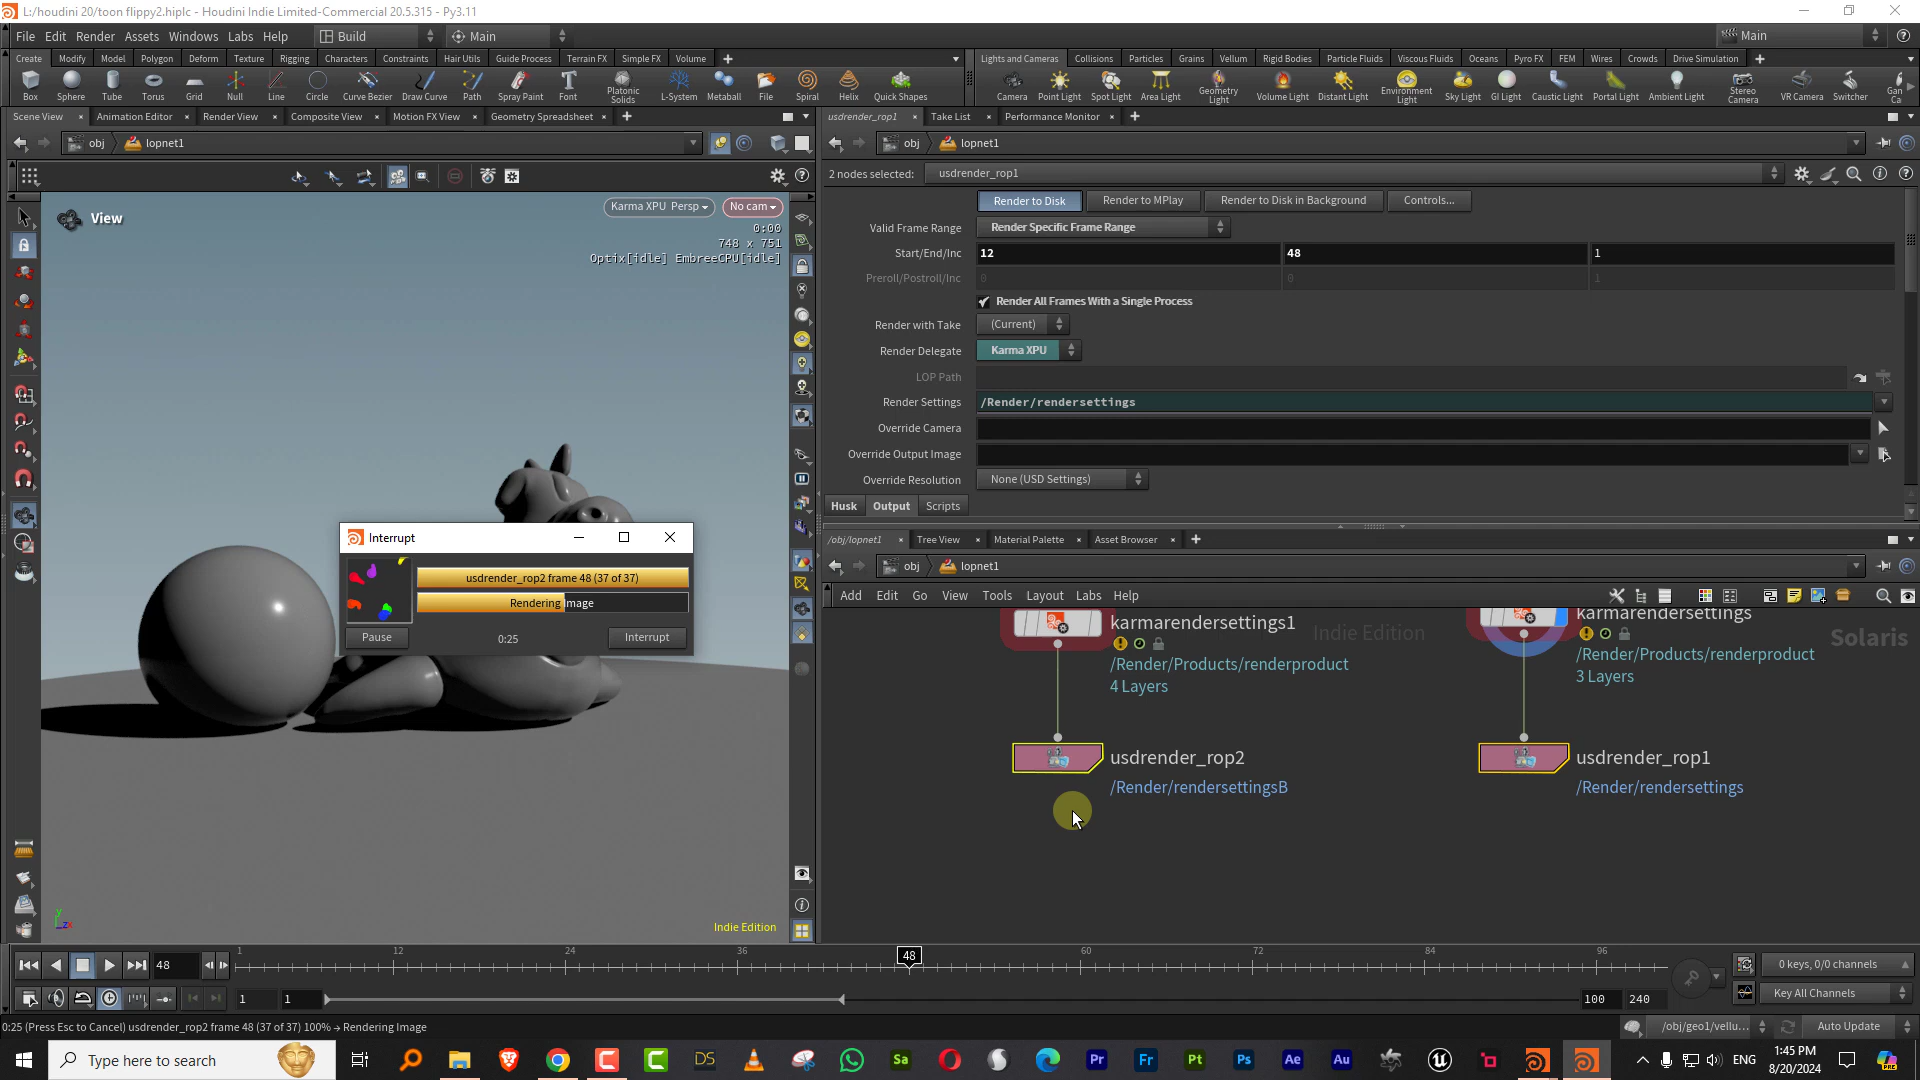 L:/houdini 20/toon flippy2.hiplc - Houdini Indie Limited-Commercial 20.5.315 - Py3.11
File Edit Render Assets Windows Labs Help Build Main Main
Create Modify Model Polygon Deform Texture Rigging Characters Constraints Hair Utils Guide Process Terrain FX Simple FX Volume
Lights and Cameras Collisions Particles Grains Vellum Rigid Bodies Particle Fluids Viscous Fluids Oceans Pyro FX FEM Wires Crowds Drive Simulation
Box Sphere Tube Torus Grid Null Line Circle Curve Bezier Draw Curve Path Spray Paint Font Platonic Solids L-System Metaball File Spiral Helix Quick Shapes
Camera Point Light Spot Light Area Light Geometry Light Volume Light Distant Light Environment Light Sky Light GI Light Caustic Light Portal Light Ambient Light Stereo Camera VR Camera Switcher Gan Ca
Scene View Animation Editor Render View Composite View Motion FX View Geometry Spreadsheet
usdrender_rop1 Take List Performance Monitor
obj lopnet1
obj lopnet1
2 nodes selected: usdrender_rop1
View
Karma XPU Persp No cam
0:00
748 x 751
Optix[idle] EmbreeCPU[idle]
Render to Disk Render to MPlay Render to Disk in Background Controls...
Valid Frame Range Render Specific Frame Range
Start/End/Inc 12 48 1
Preroll/Postroll/Inc 0 0 1
Render All Frames With a Single Process
Render with Take (Current)
Render Delegate Karma XPU
LOP Path
Render Settings /Render/rendersettings
Override Camera
Override Output Image
Override Resolution None (USD Settings)
Husk Output Scripts
Interrupt
usdrender_rop2 frame 48 (37 of 37)
Rendering Image
Pause 0:25 Interrupt
/obj/lopnet1 Tree View Material Palette Asset Browser
obj lopnet1
Add Edit Go View Tools Layout Labs Help
Indie Edition
Solaris
karmarendersettings1
/Render/Products/renderproduct
4 Layers
karmarendersettings
/Render/Products/renderproduct
3 Layers
usdrender_rop2
/Render/rendersettingsB
usdrender_rop1
/Render/rendersettings
y
z
x
Indie Edition
1 12 24 36 48 60 72 84 96
48
1 1 100 240
0 keys, 0/0 channels
Key All Channels
0:25 (Press Esc to Cancel) usdrender_rop2 frame 48 (37 of 37) 100% → Rendering Image
/obj/geo1/vellu... Auto Update
Type here to search
DS Sa Pr Fr Pt Ps Ae Au
ENG
1:45 PM
8/20/2024
PRE